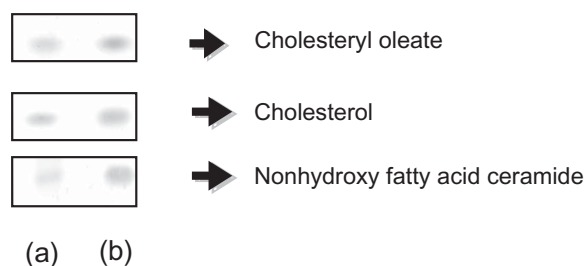 Cholesteryl oleate
Cholesterol
Nonhydroxy fatty acid ceramide
(a) (b)